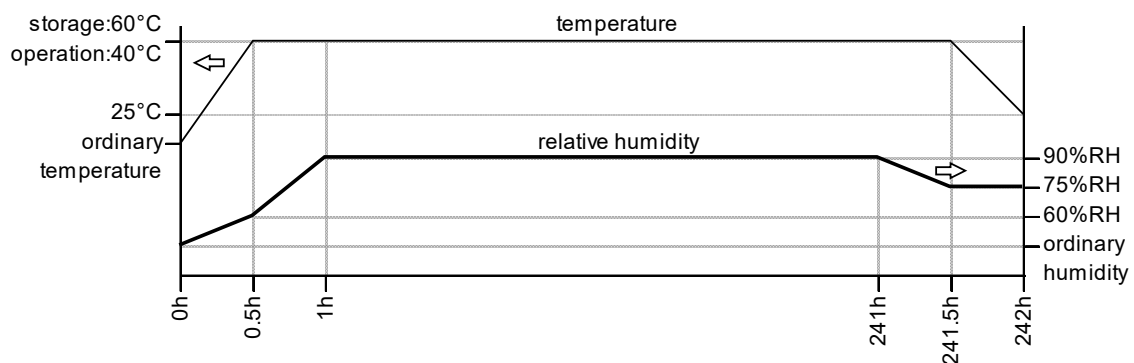 storage:60°C
temperature
operation:40°C
25°C
ordinary
temperature
relative humidity
90%RH
75%RH
60%RH
ordinary
humidity
0h
0.5h
1h
241h
241.5h
242h